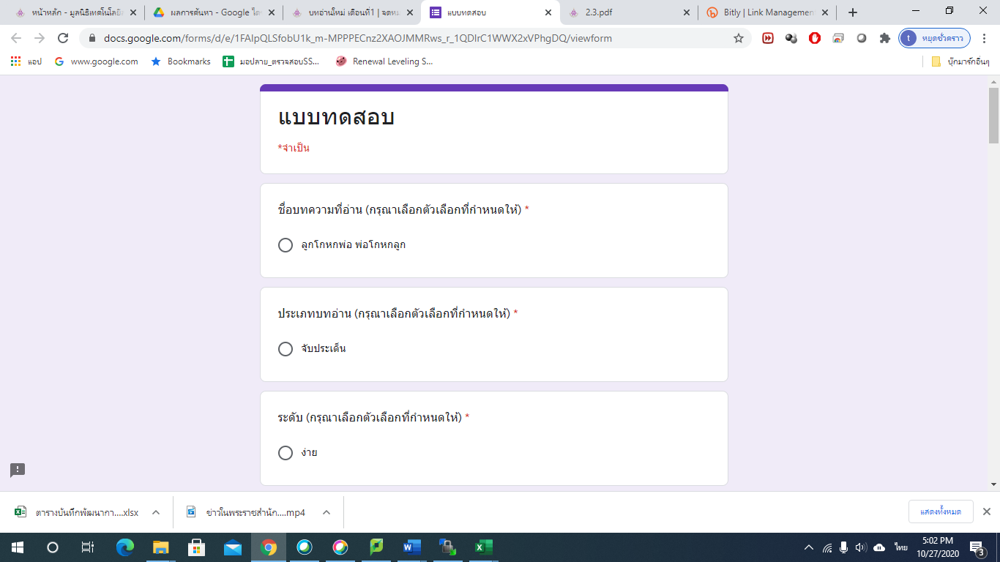 หน้าหลัก - มูลนิธิเทคโนโลยีส
ผลการค้นหา - Google ไดร
บทอ่านใหม่ เดือนที่1 | จดหม
แบบทดสอบ
2.3.pdf
Bitly | Link Management
docs.google.com/forms/d/e/1FAIpQLSfobU1k_m-MPPPECnz2XAOJMMRws_r_1QDlrC1WWX2xVPhgDQ/viewform
t หยุดชั่วคราว
แอป
www.google.com
Bookmarks
มอปลาย_ตรวจสอบSS...
Renewal Leveling S...
บุ๊กมาร์กอื่นๆ
แบบทดสอบ
*จำเป็น
ชื่อบทความที่อ่าน (กรุณาเลือกตัวเลือกที่กำหนดให้) *
ลูกโกหกพ่อ พ่อโกหกลูก
ประเภทบทอ่าน (กรุณาเลือกตัวเลือกที่กำหนดให้) *
จับประเด็น
ระดับ (กรุณาเลือกตัวเลือกที่กำหนดให้) *
ง่าย
ตารางบันทึกพัฒนากา....xlsx
ข่าวในพระราชสำนัก....mp4
แสดงทั้งหมด
ไทย
5:02 PM
10/27/2020
3